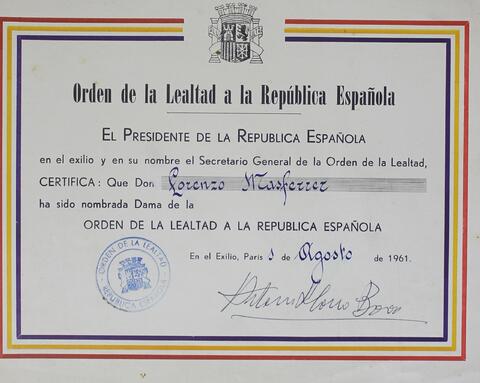 Orden de la Lealtad a la República Española
EL PRESIDENTE DE LA REPUBLICA ESPAÑOLA
en el exilio y en su nombre el Secretario General de la Orden de la Lealtad,
CERTIFICA: Que Don Lorenzo Masferrer
ha sido nombrada Dama de la
ORDEN DE LA LEALTAD A LA REPUBLICA ESPAÑOLA
En el Exilio, Paris 5 de Agosto de 1961.
ORDEN DE LA LEALTAD
REPUBLICA ESPAÑOLA